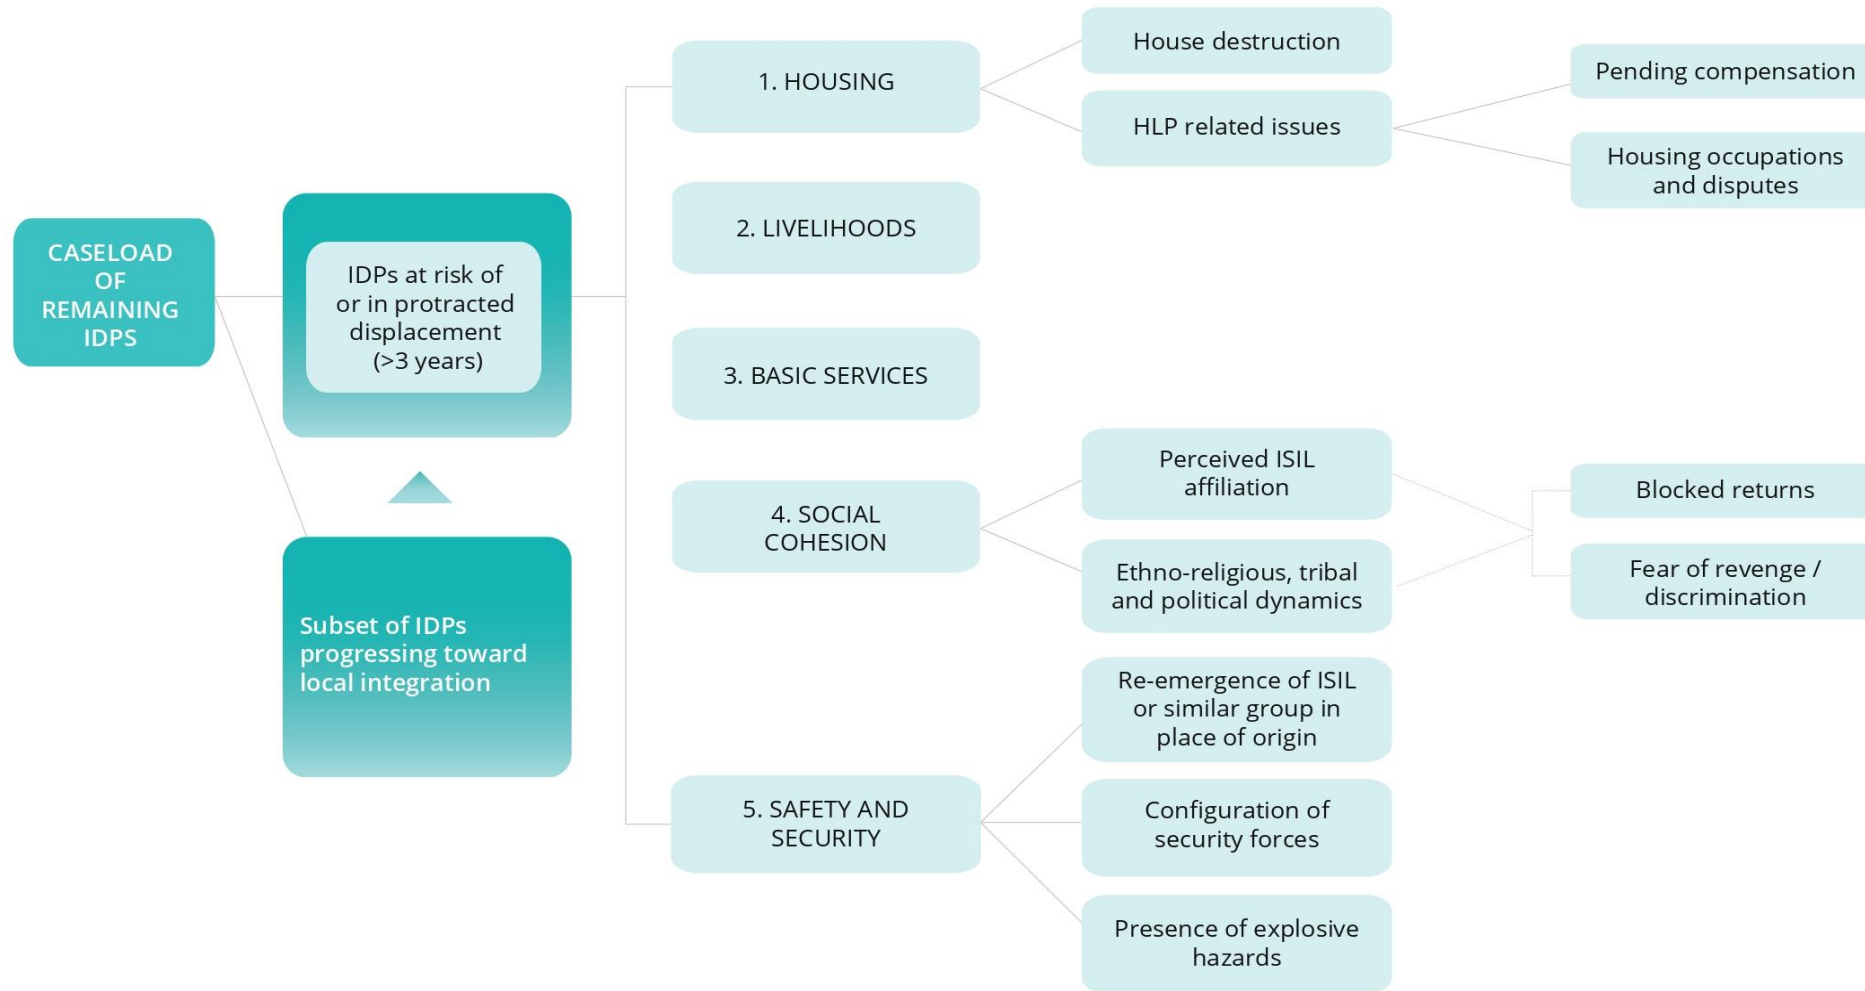 CASELOAD
OF
REMAINING
IDPS
IDPs at risk of
or in protracted
displacement
(>3 years)
Subset of IDPs
progressing toward
local integration
1. HOUSING
House destruction
HLP related issues
Pending compensation
Housing occupations
and disputes
2. LIVELIHOODS
3. BASIC SERVICES
4. SOCIAL
COHESION
Perceived ISIL
affiliation
Ethno-religious, tribal
and political dynamics
Blocked returns
Fear of revenge /
discrimination
5. SAFETY AND
SECURITY
Re-emergence of ISIL
or similar group in
place of origin
Configuration of
security forces
Presence of explosive
hazards